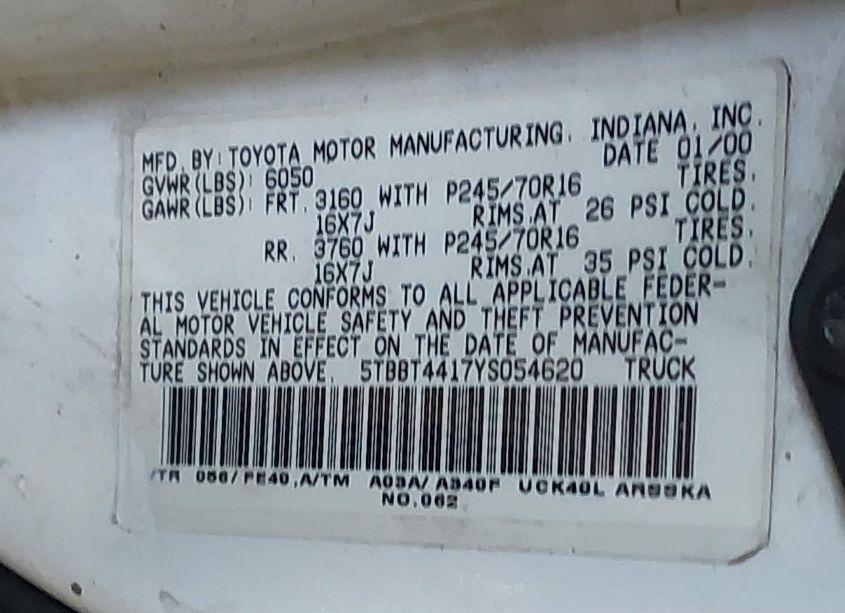 MFD. BY: TOYOTA MOTOR MANUFACTURING, INDIANA, INC.
GVWR(LBS): 6050 DATE 01/00
GAWR(LBS): FRT. 3160 WITH P245/70R16 TIRES,
16X7J RIMS,AT 26 PSI COLD.
RR. 3760 WITH P245/70R16 TIRES,
16X7J RIMS,AT 35 PSI COLD.
THIS VEHICLE CONFORMS TO ALL APPLICABLE FEDER-
AL MOTOR VEHICLE SAFETY AND THEFT PREVENTION
STANDARDS IN EFFECT ON THE DATE OF MANUFAC-
TURE SHOWN ABOVE. 5TBBT4417YS054620 TRUCK
/TR 056/FE40,A/TM A03A/A340F UCK40L
NO.062